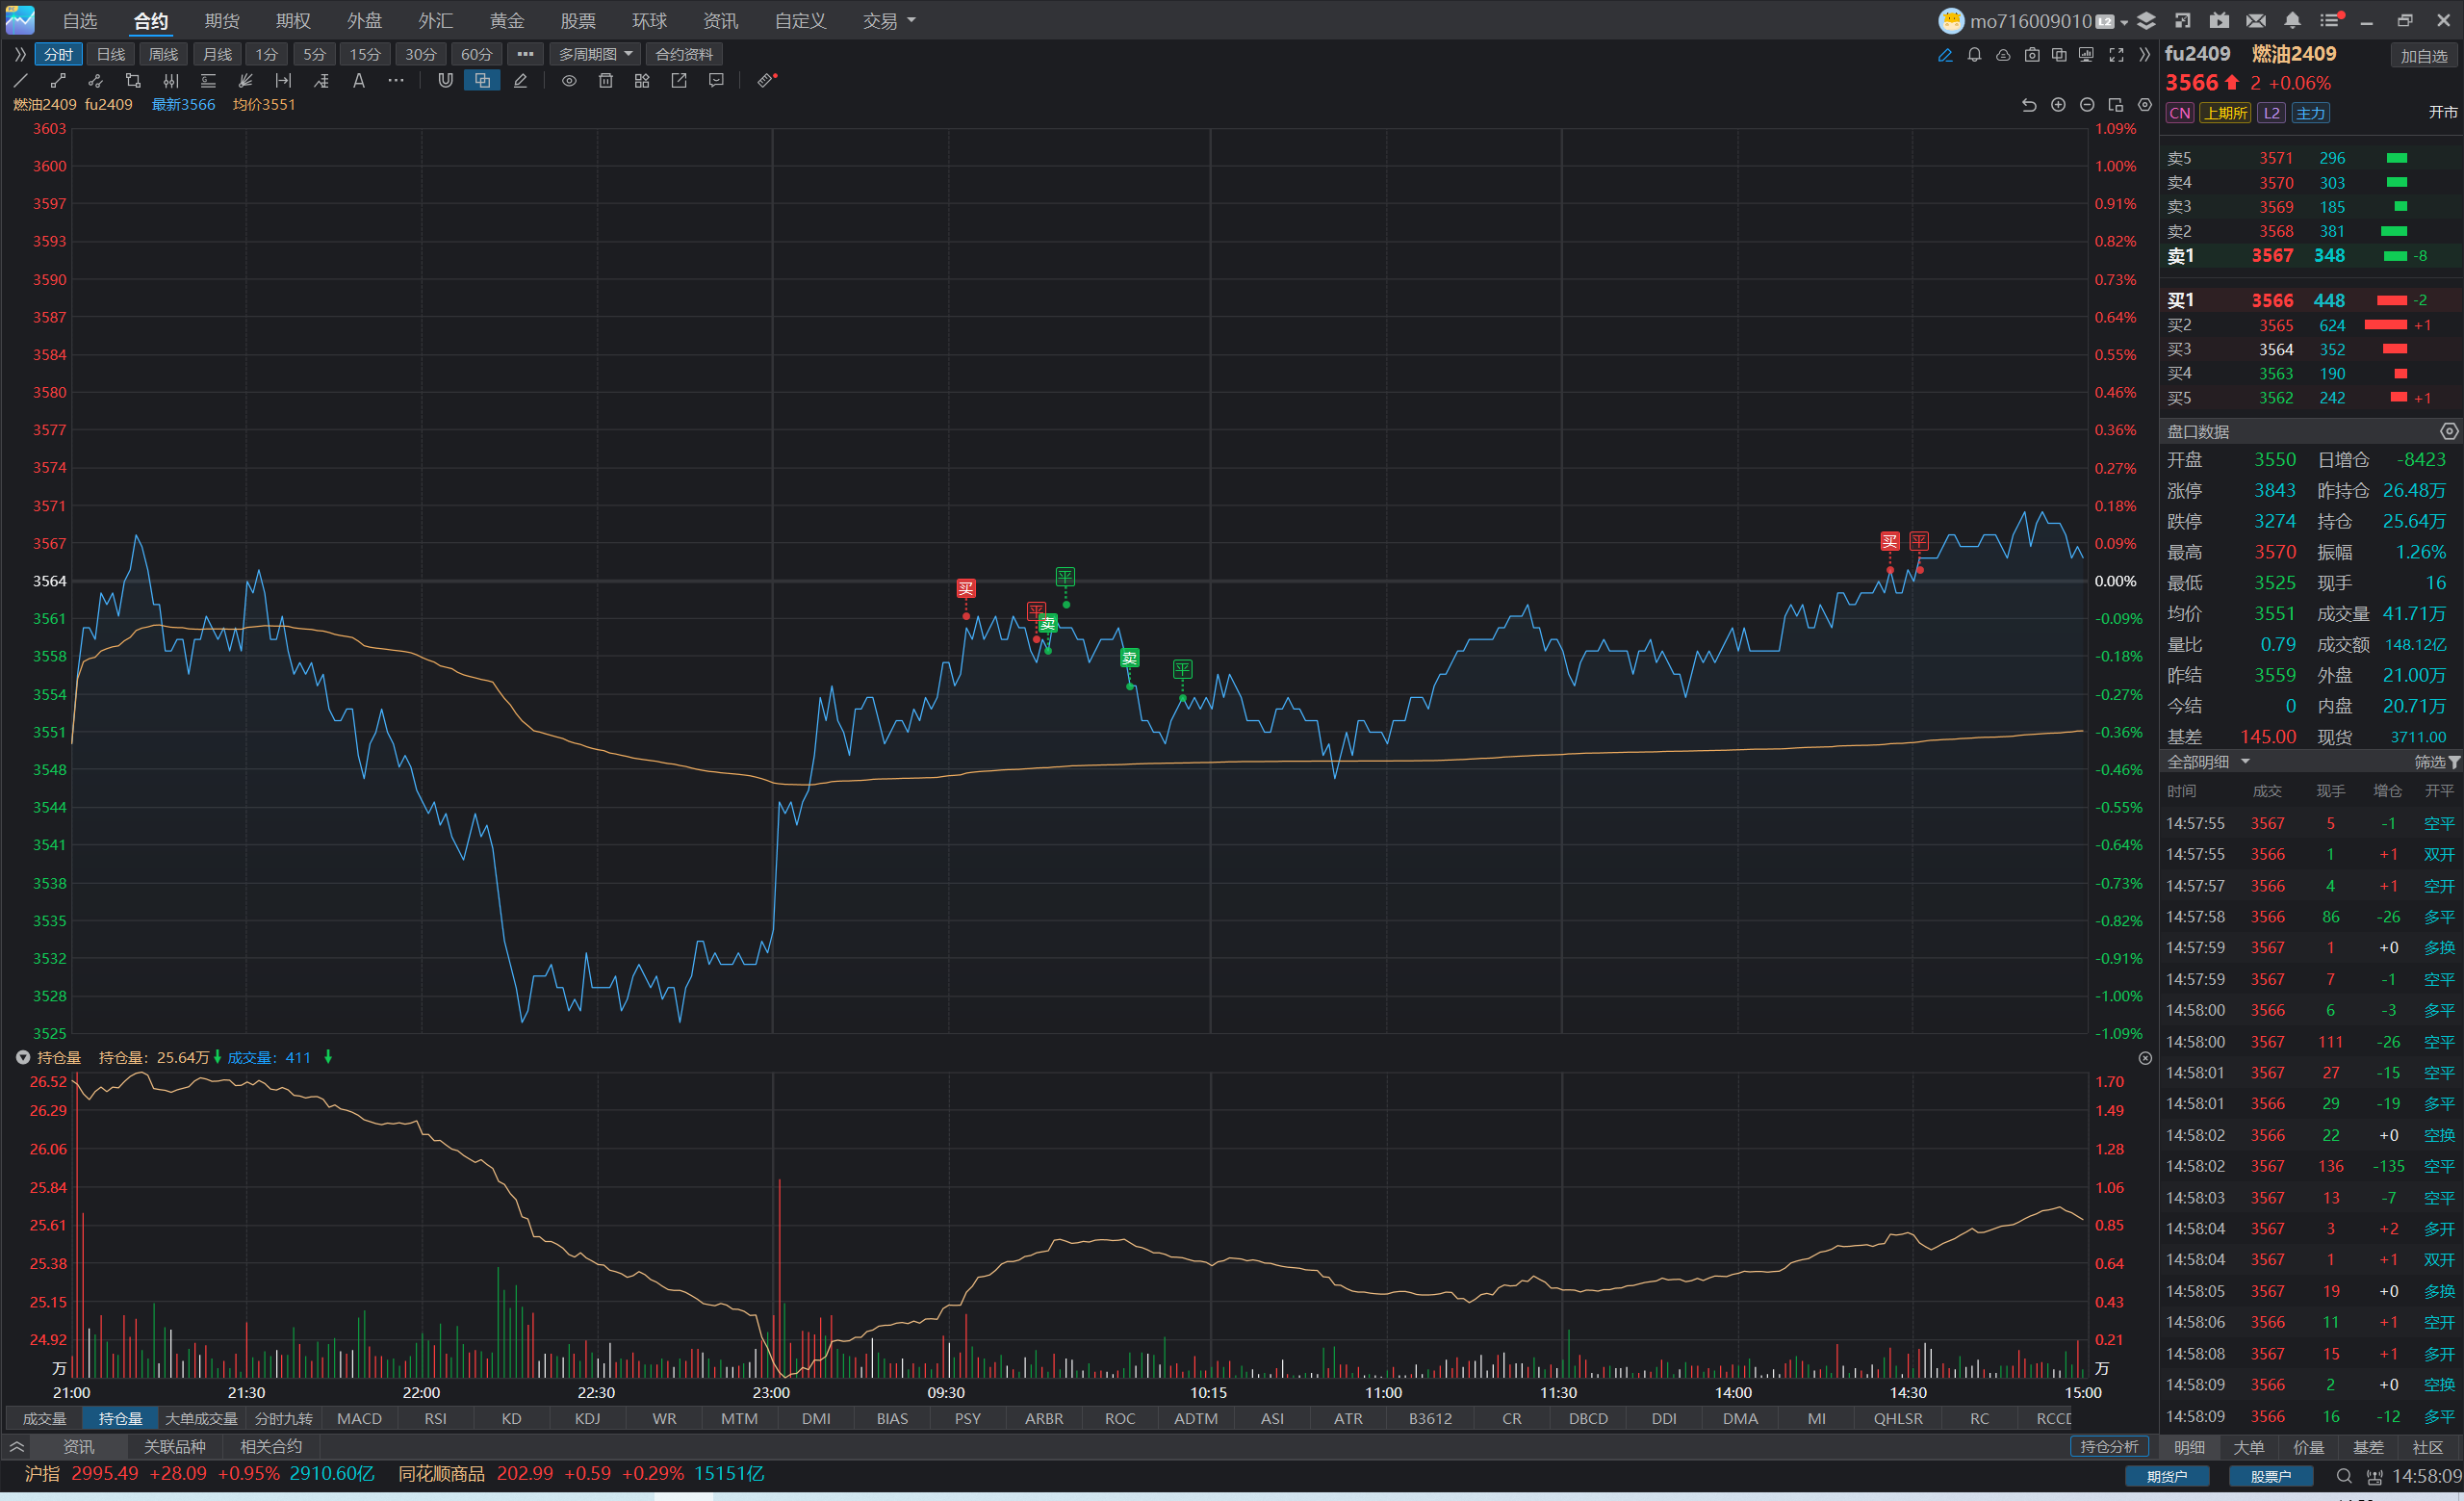 自选 合约 期货 期权 外盘 外汇 黄金 股票 环球 资讯 自定义 交易 mo716009010 L2
分时 日线 周线 月线 1分 5分 15分 30分 60分 ••• 多周期图 合约资料
燃油2409 fu2409 最新3566 均价3551
3603 1.09%
3600 1.00%
3597 0.91%
3593 0.82%
3590 0.73%
3587 0.64%
3584 0.55%
3580 0.46%
3577 0.36%
3574 0.27%
3571 0.18%
3567 0.09%
3564 0.00%
3561 -0.09%
3558 -0.18%
3554 -0.27%
3551 -0.36%
3548 -0.46%
3544 -0.55%
3541 -0.64%
3538 -0.73%
3535 -0.82%
3532 -0.91%
3528 -1.00%
3525 -1.09%
买 平 卖 平 卖 平 买 平
持仓量 持仓量: 25.64万 成交量: 411
26.52 1.70
26.29 1.49
26.06 1.28
25.84 1.06
25.61 0.85
25.38 0.64
25.15 0.43
24.92 0.21
万 万
21:00 21:30 22:00 22:30 23:00 09:30 10:15 11:00 11:30 14:00 14:30 15:00
成交量 持仓量 大单成交量 分时九转 MACD RSI KD KDJ WR MTM DMI BIAS PSY ARBR ROC ADTM ASI ATR B3612 CR DBCD DDI DMA MI QHLSR RC RCCD
资讯 关联品种 相关合约 持仓分析
fu2409 燃油2409 加自选
3566 2 +0.06%
CN 上期所 L2 主力 开市
卖5 3571 296
卖4 3570 303
卖3 3569 185
卖2 3568 381
卖1 3567 348 -8
买1 3566 448 -2
买2 3565 624 +1
买3 3564 352
买4 3563 190
买5 3562 242 +1
盘口数据
开盘 3550 日增仓 -8423
涨停 3843 昨持仓 26.48万
跌停 3274 持仓 25.64万
最高 3570 振幅 1.26%
最低 3525 现手 16
均价 3551 成交量 41.71万
量比 0.79 成交额 148.12亿
昨结 3559 外盘 21.00万
今结 0 内盘 20.71万
基差 145.00 现货 3711.00
全部明细 筛选
时间 成交 现手 增仓 开平
14:57:55 3567 5 -1 空平
14:57:55 3566 1 +1 双开
14:57:57 3566 4 +1 空开
14:57:58 3566 86 -26 多平
14:57:59 3567 1 +0 多换
14:57:59 3567 7 -1 空平
14:58:00 3566 6 -3 多平
14:58:00 3567 111 -26 空平
14:58:01 3567 27 -15 空平
14:58:01 3566 29 -19 多平
14:58:02 3566 22 +0 空换
14:58:02 3567 136 -135 空平
14:58:03 3567 13 -7 空平
14:58:04 3567 3 +2 多开
14:58:04 3567 1 +1 双开
14:58:05 3567 19 +0 多换
14:58:06 3566 11 +1 空开
14:58:08 3567 15 +1 多开
14:58:09 3566 2 +0 空换
14:58:09 3566 16 -12 多平
明细 大单 价量 基差 社区
沪指 2995.49 +28.09 +0.95% 2910.60亿 同花顺商品 202.99 +0.59 +0.29% 15151亿 期货户 股票户 14:58:09